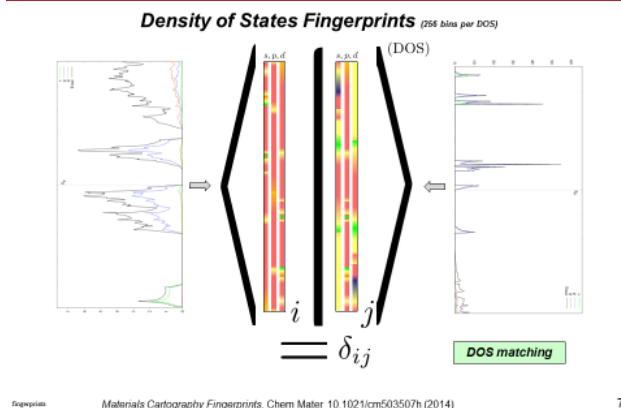 Density of States Fingerprints (256 bins per DOS)
s, p, d
s, p, d
(DOS)
i
j
= δij
DOS matching
fingerprints
Materials Cartography Fingerprints, Chem Mater 10.1021/cm503507h (2014)
7